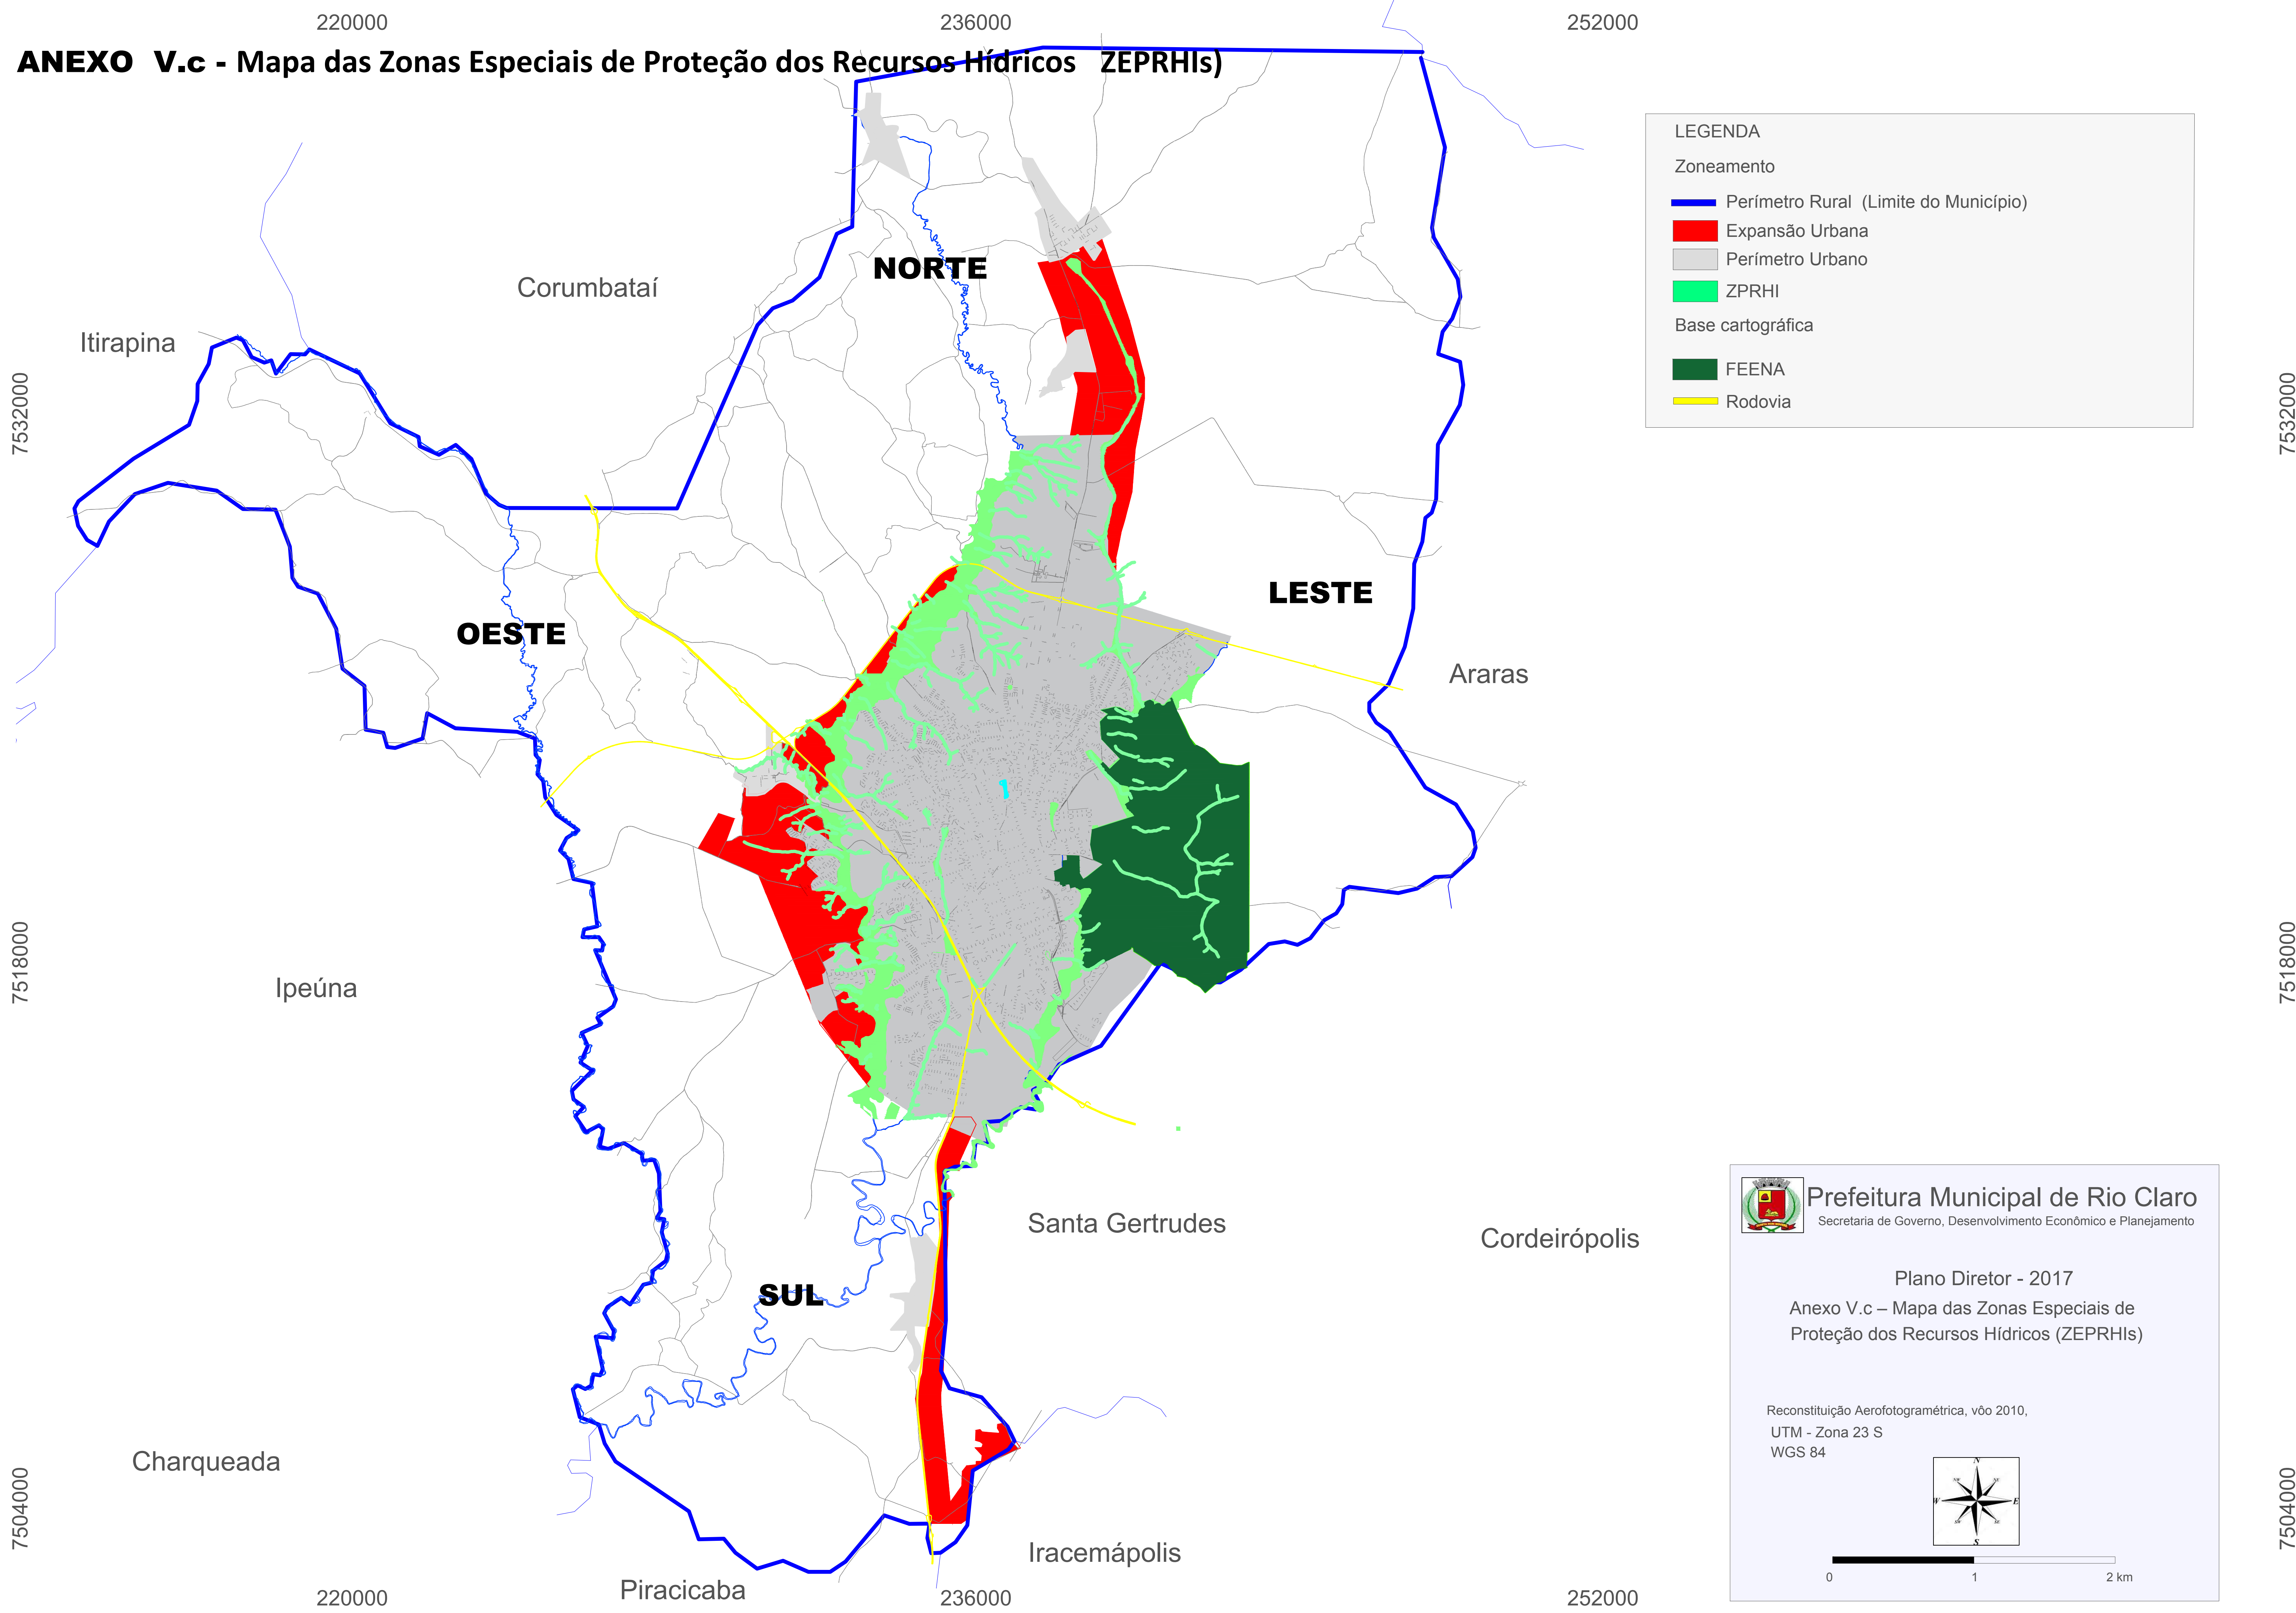 220000
236000
252000
ANEXO V.c - Mapa das Zonas Especiais de Proteção dos Recursos Hídricos ZEPRHIs)
LEGENDA
Zoneamento
Perímetro Rural (Limite do Município)
Expansão Urbana
Perímetro Urbano
ZPRHI
Base cartográfica
FEENA
Rodovia
NORTE
Corumbataí
Itirapina
7532000
7532000
LESTE
OESTE
Araras
7518000
7518000
Ipeúna
Santa Gertrudes
Cordeirópolis
SUL
Charqueada
7504000
7504000
Iracemápolis
Piracicaba
220000
236000
252000
Prefeitura Municipal de Rio Claro
Secretaria de Governo, Desenvolvimento Econômico e Planejamento
Plano Diretor - 2017
Anexo V.c – Mapa das Zonas Especiais de
Proteção dos Recursos Hídricos (ZEPRHIs)
Reconstituição Aerofotogramétrica, vôo 2010,
UTM - Zona 23 S
WGS 84
N
NW NE
W E
SW SE
S
0 1 2 km